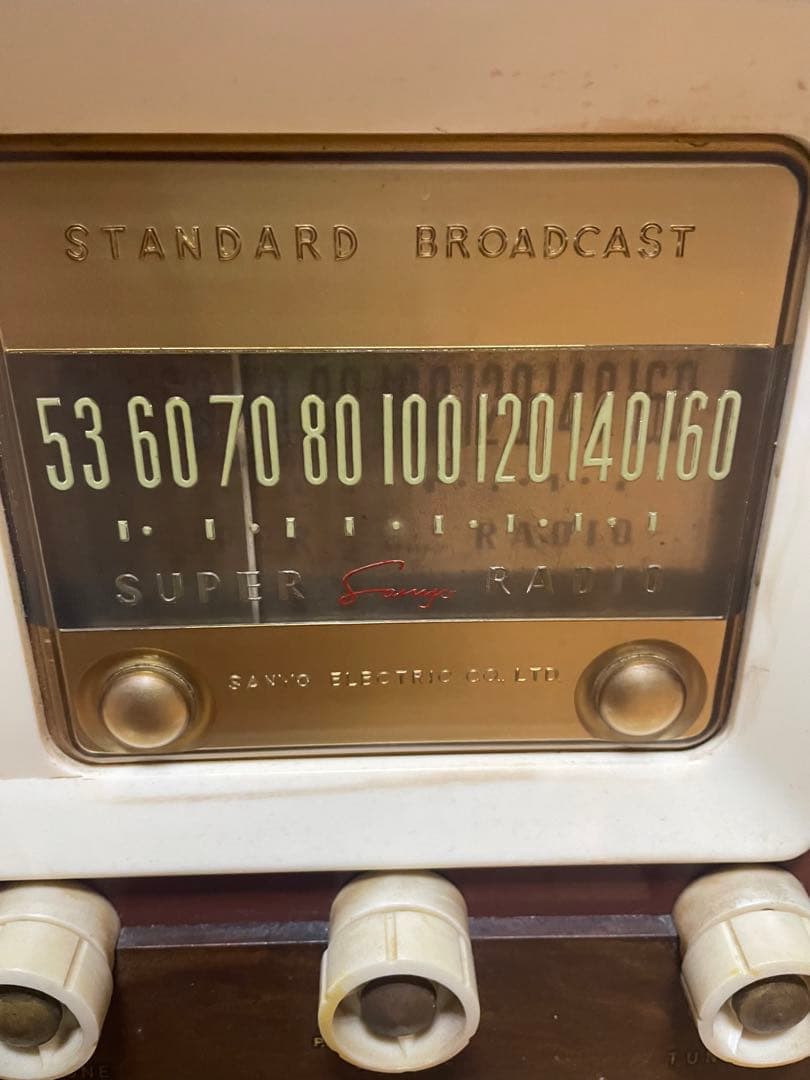 STANDARD BROADCAST
53 60 70 80 100 120 140 160
SUPER Sanyo RADIO
SANYO ELECTRIC CO. LTD.